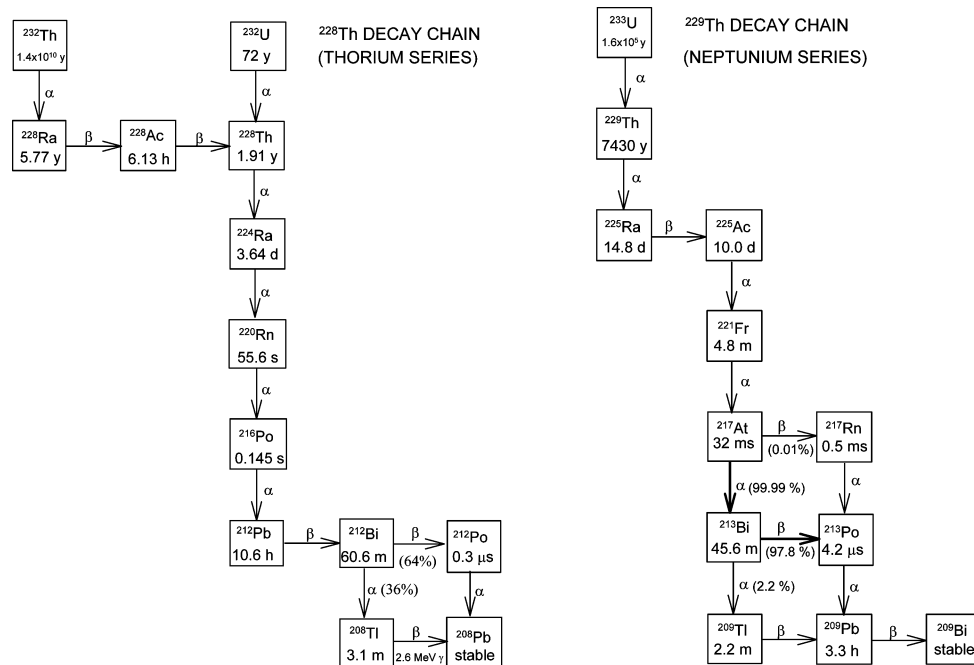 ²³²Th
1.4x10¹⁰ y
²³²U
72 y
²²⁸Th DECAY CHAIN
(THORIUM SERIES)
α
α
²²⁸Ra
5.77 y
β
²²⁸Ac
6.13 h
β
²²⁸Th
1.91 y
α
²²⁴Ra
3.64 d
α
²²⁰Rn
55.6 s
α
²¹⁶Po
0.145 s
α
²¹²Pb
10.6 h
β
²¹²Bi
60.6 m
β
(64%)
²¹²Po
0.3 μs
α (36%)
α
²⁰⁸Tl
3.1 m
β
2.6 MeV γ
²⁰⁸Pb
stable
²³³U
1.6x10⁵ y
²²⁹Th DECAY CHAIN
(NEPTUNIUM SERIES)
α
²²⁹Th
7430 y
α
²²⁵Ra
14.8 d
β
²²⁵Ac
10.0 d
α
²²¹Fr
4.8 m
α
²¹⁷At
32 ms
β
(0.01%)
²¹⁷Rn
0.5 ms
α (99.99 %)
α
²¹³Bi
45.6 m
β
(97.8 %)
²¹³Po
4.2 μs
α (2.2 %)
α
²⁰⁹Tl
2.2 m
β
²⁰⁹Pb
3.3 h
β
²⁰⁹Bi
stable